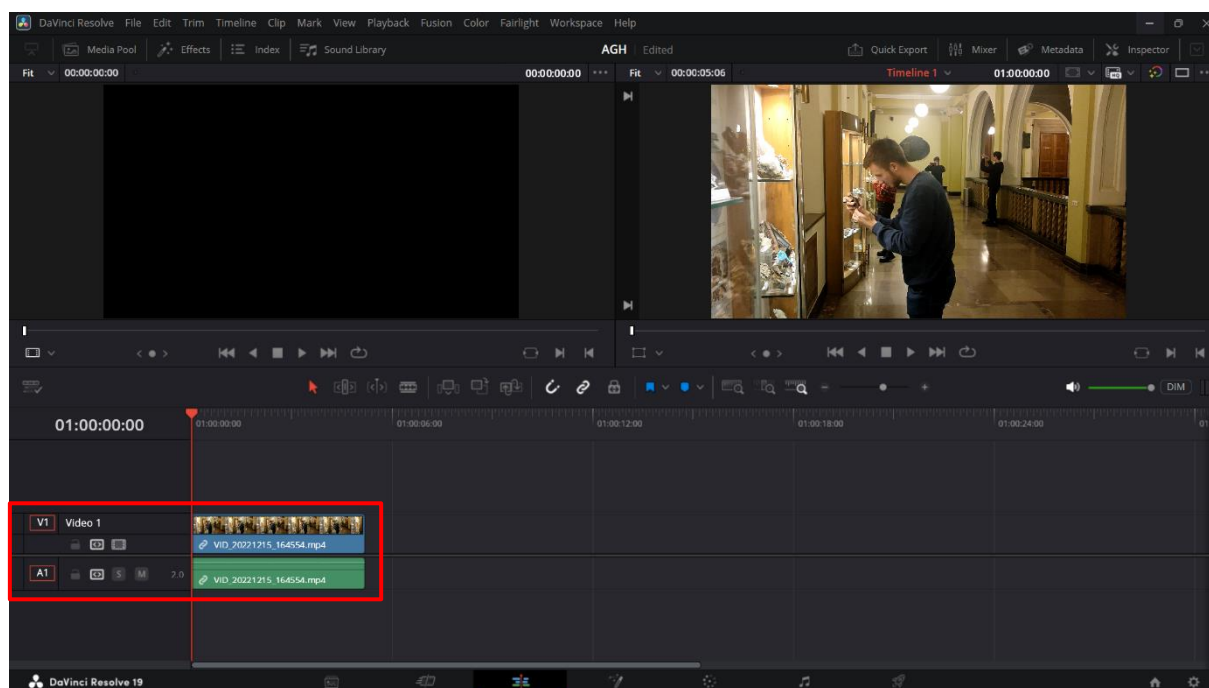 DaVinci Resolve File Edit Trim Timeline Clip Mark View Playback Fusion Color Fairlight Workspace Help
Media Pool Effects Index Sound Library AGH Edited Quick Export Mixer Metadata Inspector
Fit 00:00:00:00 00:00:00:00 Fit 00:00:05:06 Timeline 1 01:00:00:00
DIM
01:00:00:00 01:00:00:00 01:00:06:00 01:00:12:00 01:00:18:00 01:00:24:00 01
V1 Video 1
VID_20221215_164554.mp4
A1 S M 2.0 VID_20221215_164554.mp4
DaVinci Resolve 19